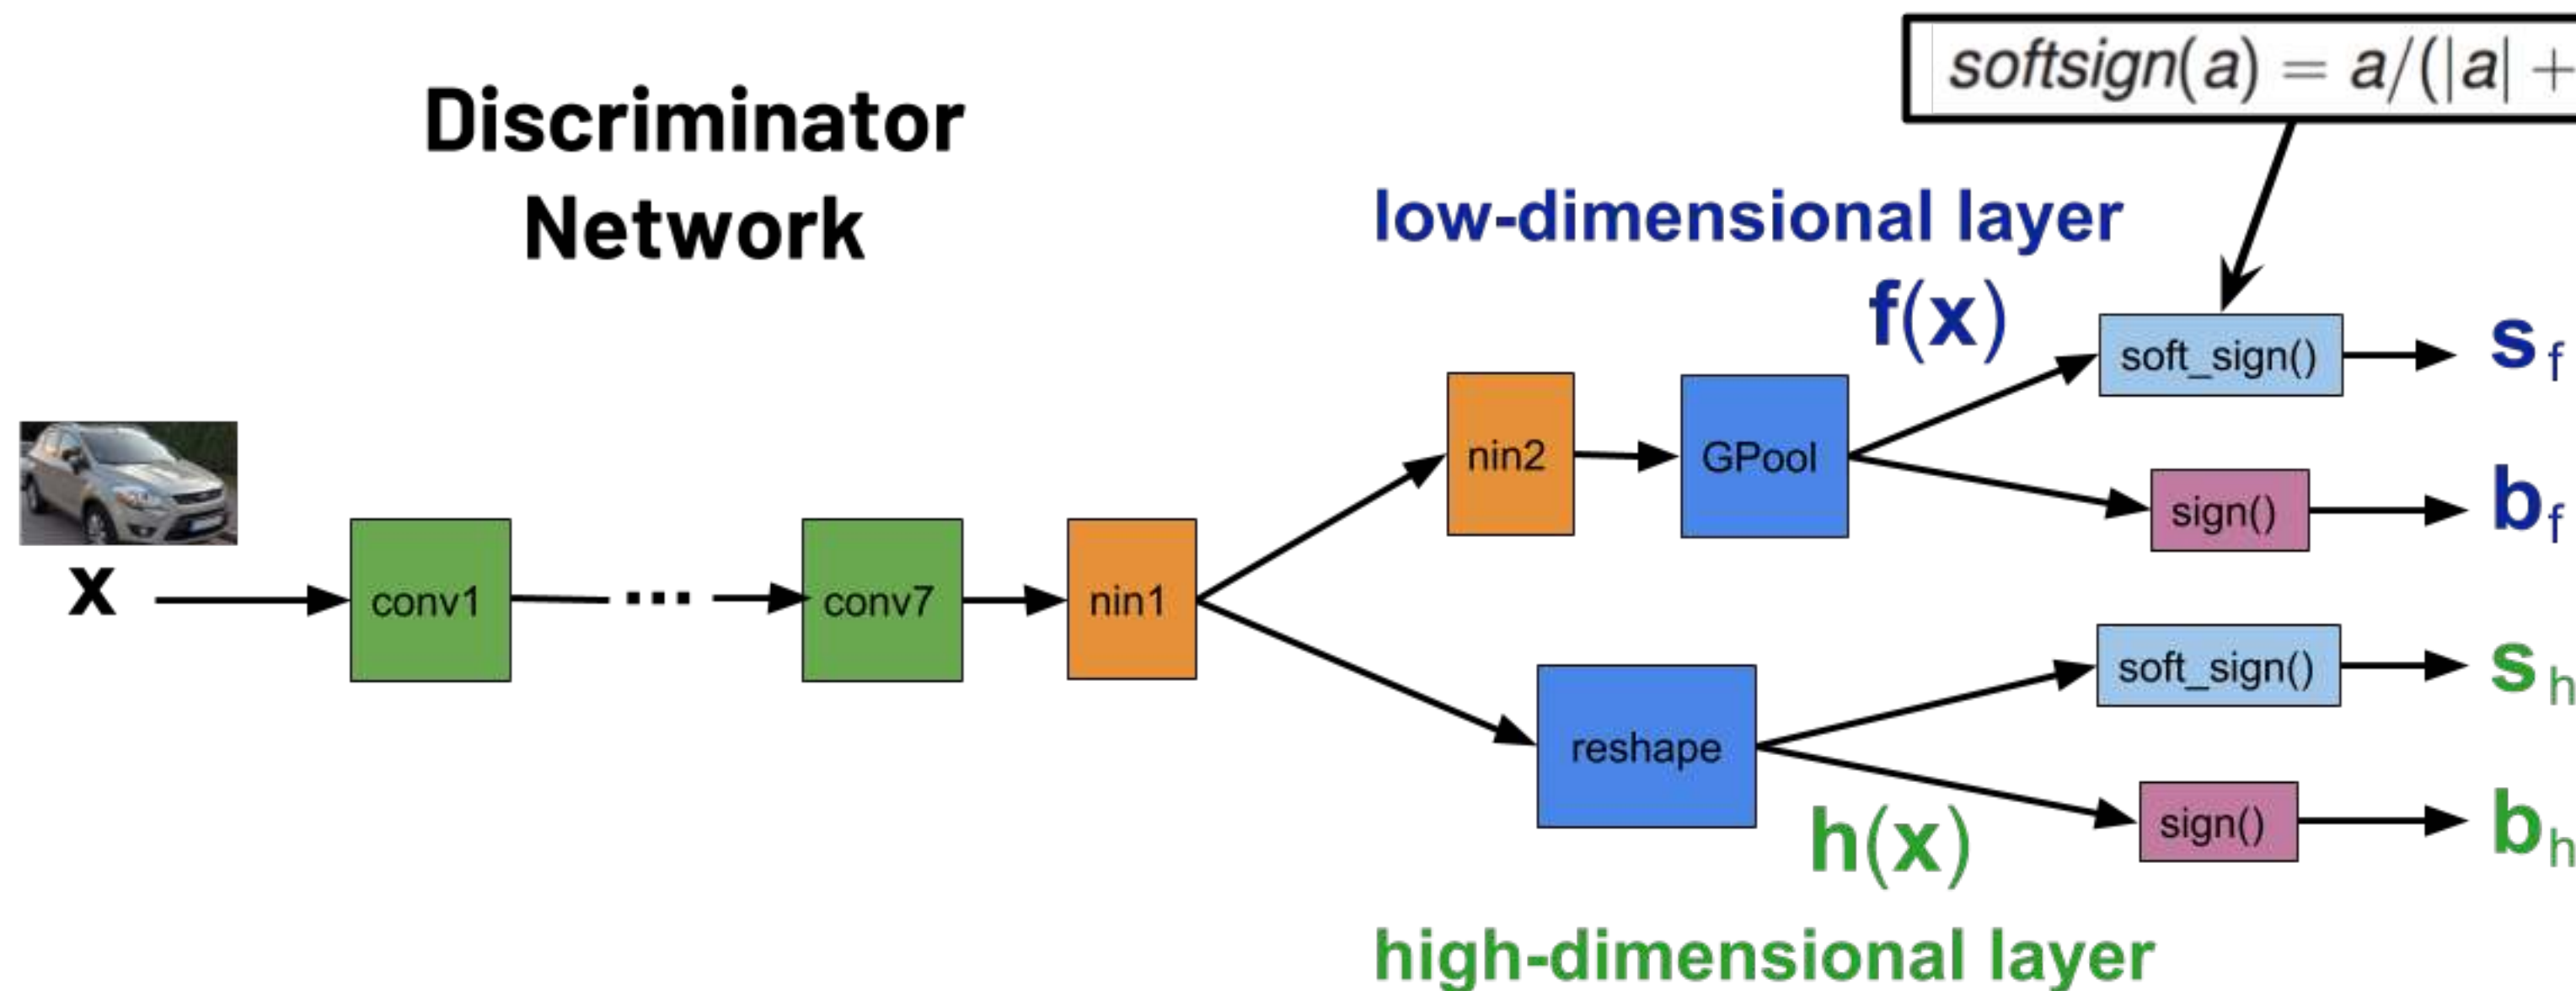 softsign(a) = a/(|a| +
Discriminator
Network
low-dimensional layer
f(x)
soft_sign()
s f
nin2
GPool
sign()
b f
x
conv1
...
conv7
nin1
soft_sign()
s h
reshape
h(x)
sign()
b h
high-dimensional layer